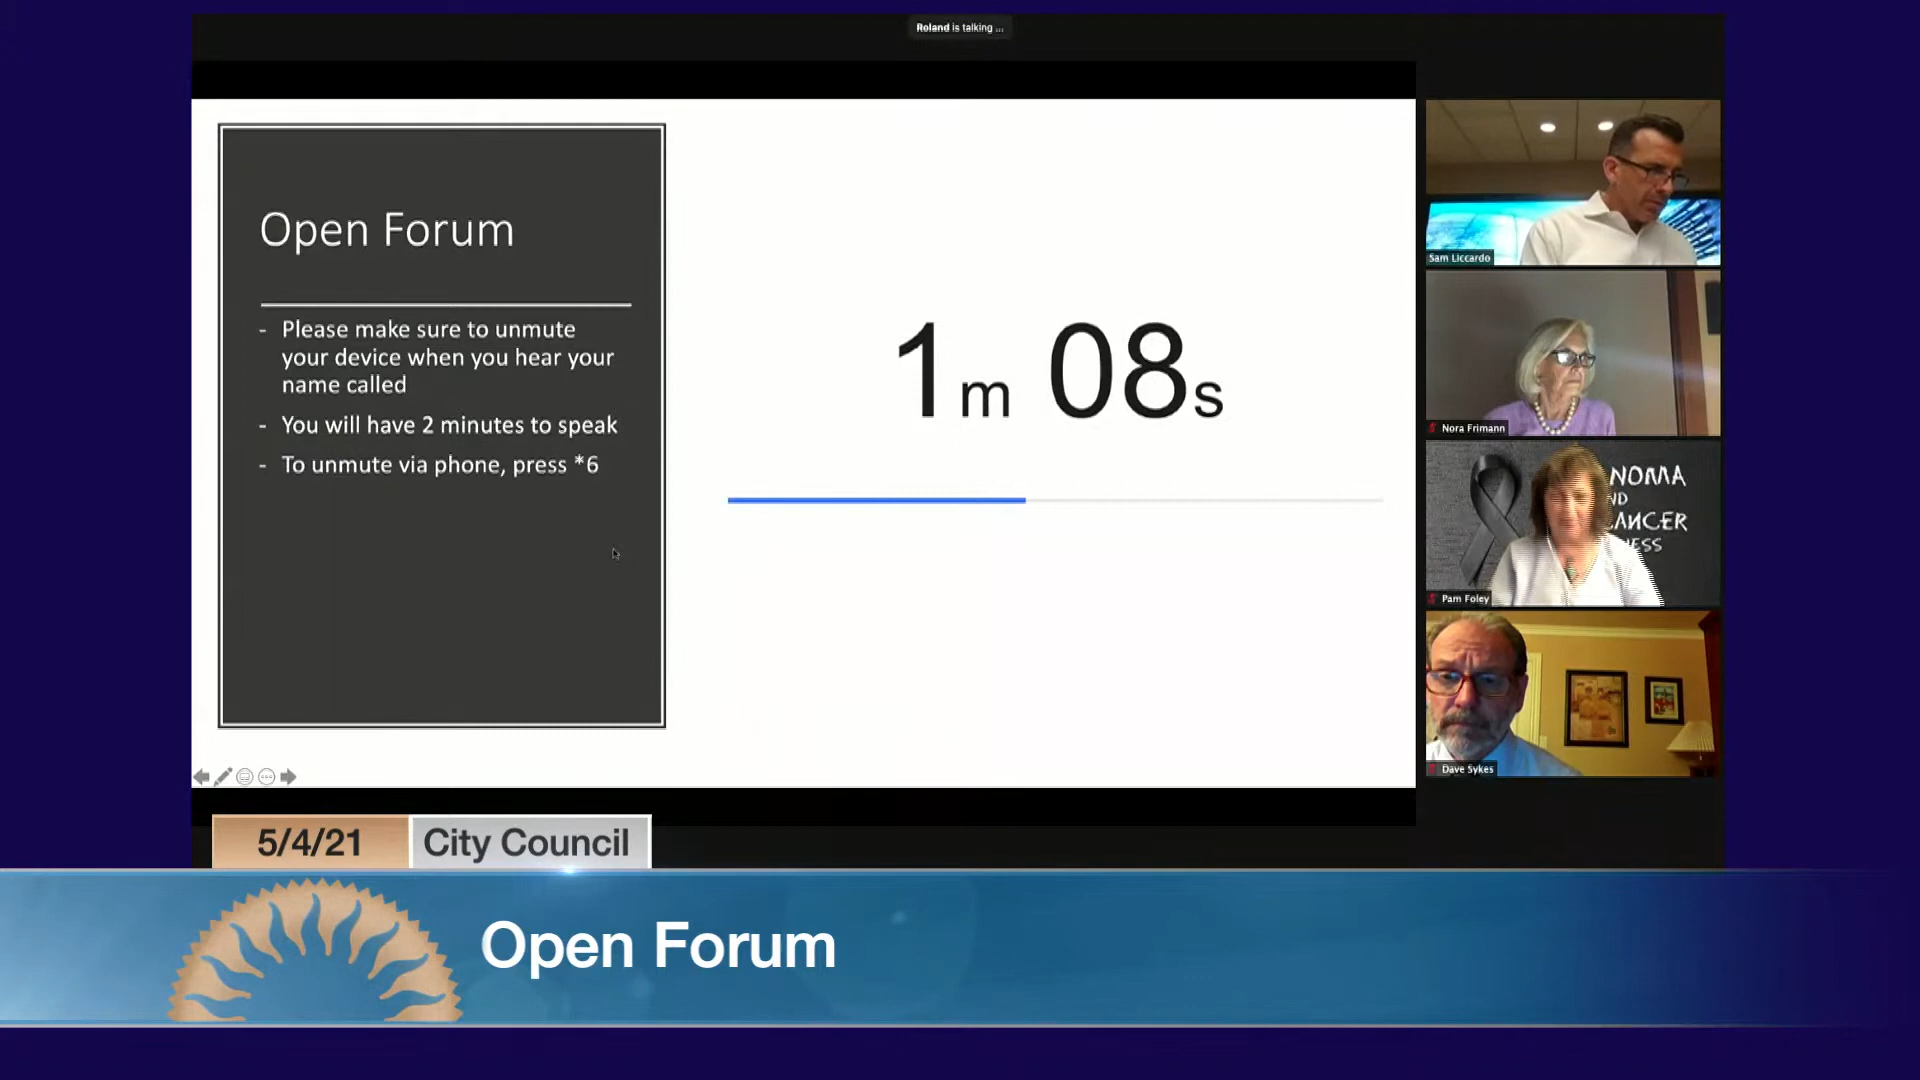 Roland is talking ...
Open Forum
- Please make sure to unmute
your device when you hear your
name called
- You will have 2 minutes to speak
- To unmute via phone, press *6
1m 08s
Sam Liccardo
Nora Frimann
NOMA
ND
ANCER
ESS
Pam Foley
Dave Sykes
5/4/21
City Council
Open Forum